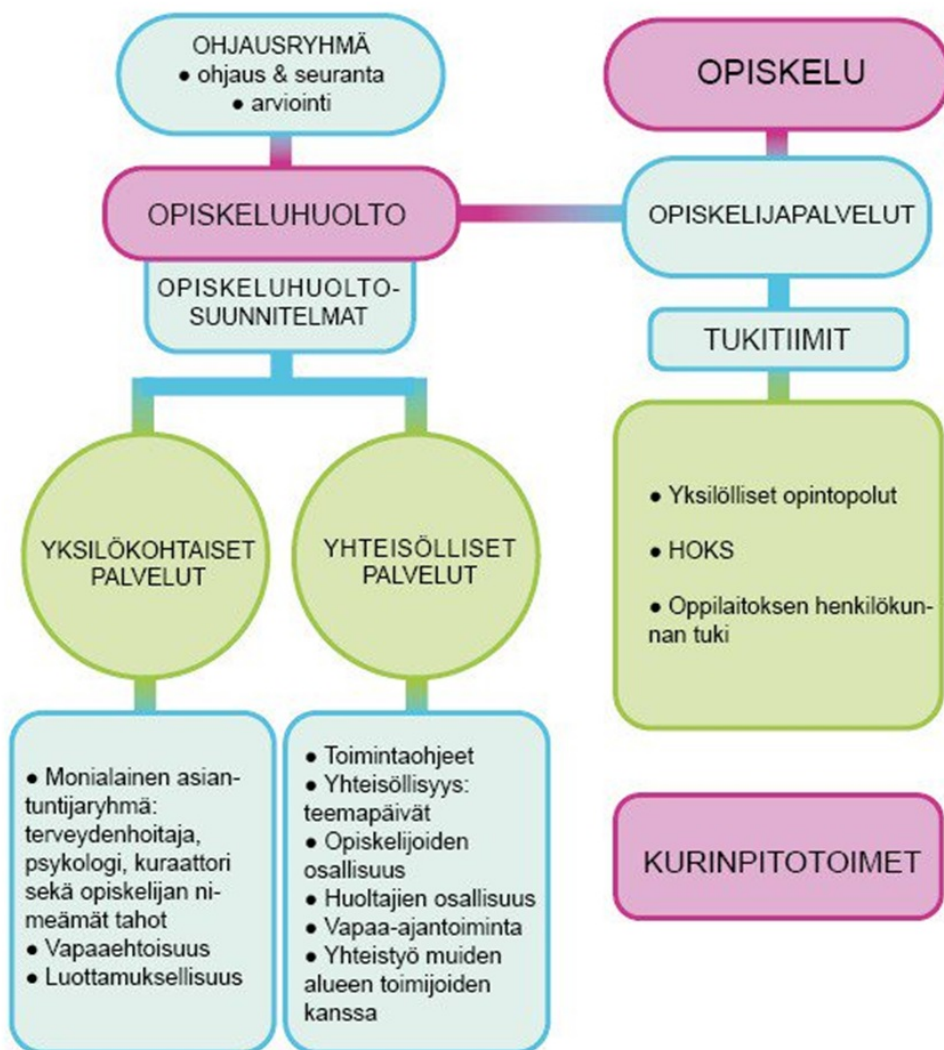 OHJAUSRYHMÄ
● ohjaus & seuranta
● arviointi
OPISKELUHUOLTO
OPISKELUHUOLTO-
SUUNNITELMAT
YKSILÖKOHTAISET
PALVELUT
● Monialainen asian-
tuntijaryhmä:
terveydenhoitaja,
psykologi, kuraattori
sekä opiskelijan ni-
meämät tahot
● Vapaaehtoisuus
● Luottamuksellisuus
YHTEISÖLLISET
PALVELUT
● Toimintaohjeet
● Yhteisöllisyys:
teemapäivät
● Opiskelijoiden
osallisuus
● Huoltajien osallisuus
● Vapaa-ajantoiminta
● Yhteistyö muiden
alueen toimijoiden
kanssa
OPISKELU
OPISKELIJAPALVELUT
TUKITIIMIT
● Yksilölliset opintopolut
● HOKS
● Oppilaitoksen henkilökun-
nan tuki
KURINPITOTOIMET